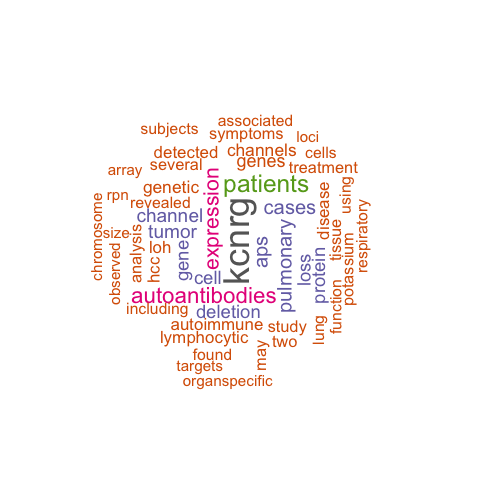 associated
subjects
symptoms
loci
detected
channels
cells
array
several
genes
treatment
rpn
genetic
patients
using
revealed
expression
kcnrg
cases
disease
chromosome
size
channel
tumor
aps
pulmonary
tissue
respiratory
observed
analysis
loh
gene
loss
protein
potassium
hcc
cell
autoantibodies
deletion
including
function
autoimmune
study
lung
lymphocytic
may
two
found
targets
organspecific